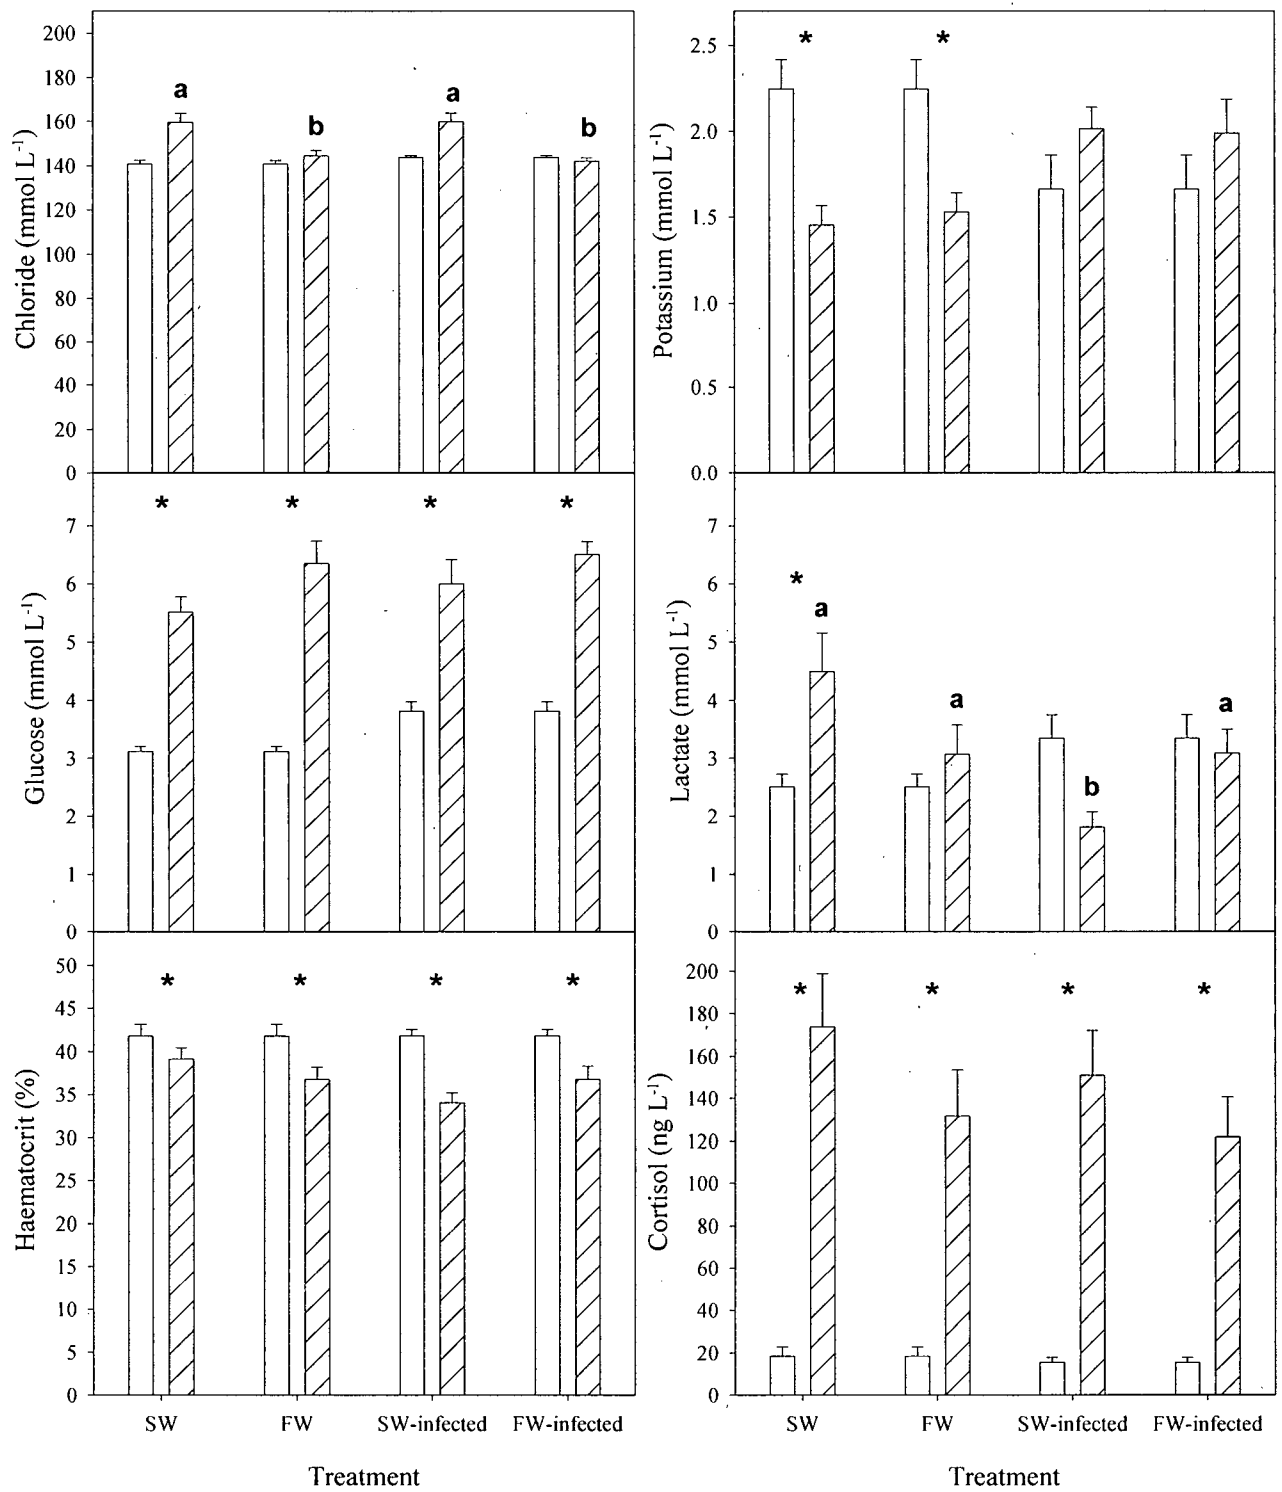 Chloride (mmol L-1)
200
180
160
140
120
100
80
60
40
20
0
a
b
a
b
Potassium (mmol L-1)
2.5
2.0
1.5
1.0
0.5
0.0
*
*
Glucose (mmol L-1)
7
6
5
4
3
2
1
0
*
*
*
*
Lactate (mmol L-1)
7
6
5
4
3
2
1
0
*
a
a
b
a
Haematocrit (%)
50
45
40
35
30
25
20
15
10
5
0
*
*
*
*
SW
FW
SW-infected
FW-infected
Treatment
Cortisol (ng L-1)
200
180
160
140
120
100
80
60
40
20
0
*
*
*
*
SW
FW
SW-infected
FW-infected
Treatment